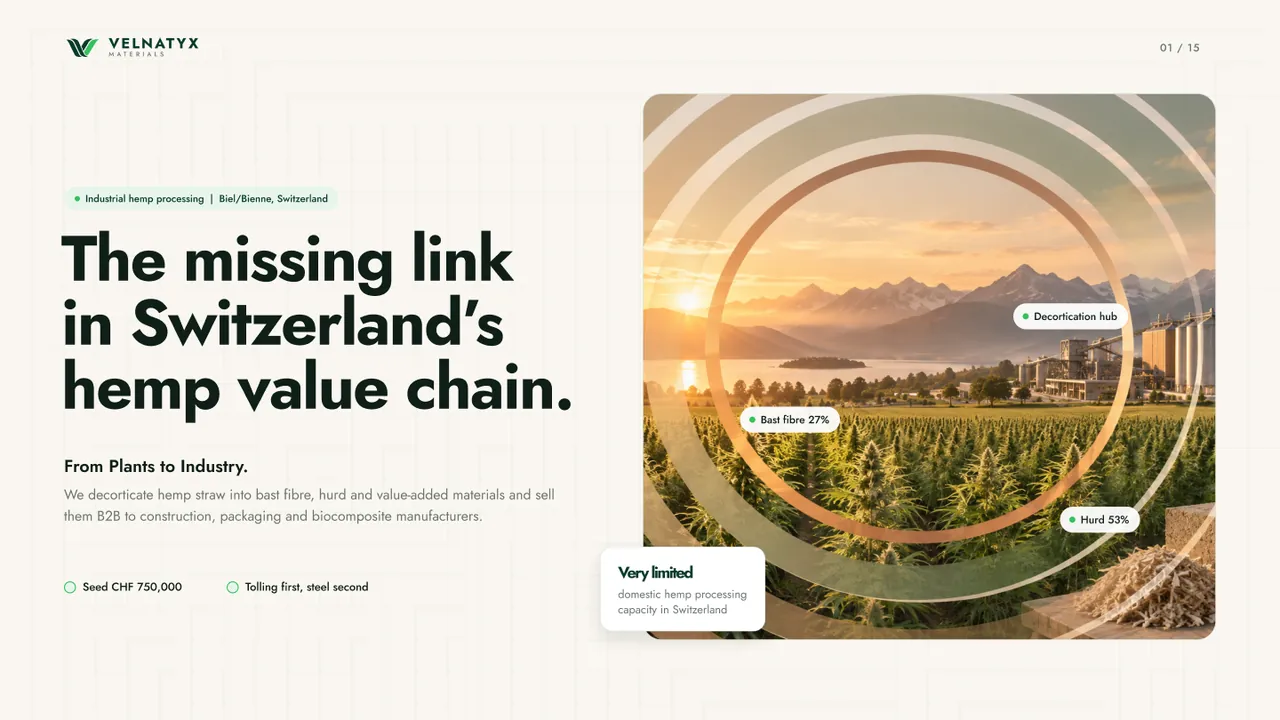 VELNATYX
MATERIALS
01 / 15
Industrial hemp processing | Biel/Bienne, Switzerland
The missing link
in Switzerland’s
hemp value chain.
From Plants to Industry.
We decorticate hemp straw into bast fibre, hurd and value-added materials and sell
them B2B to construction, packaging and biocomposite manufacturers.
Seed CHF 750,000
Tolling first, steel second
Decortication hub
Bast fibre 27%
Hurd 53%
Very limited
domestic hemp processing
capacity in Switzerland